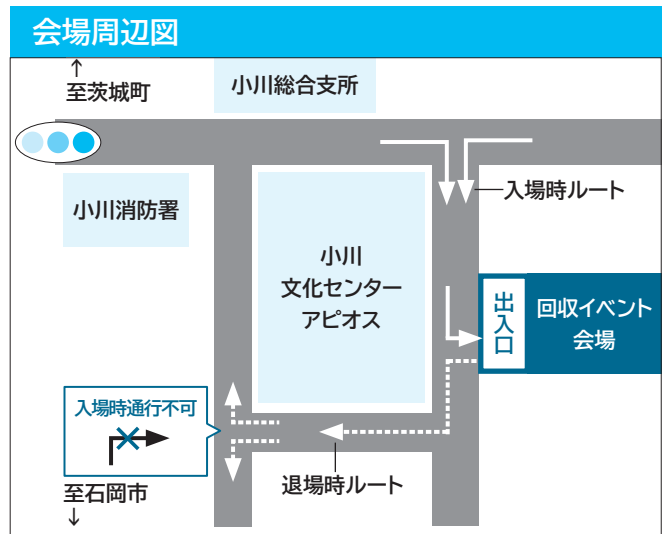 会場周辺図
↑
至茨城町
小川総合支所
入場時ルート
小川消防署
小川
文化センター
アピオス
出入口
回収イベント
会場
入場時通行不可
退場時ルート
至石岡市
↓